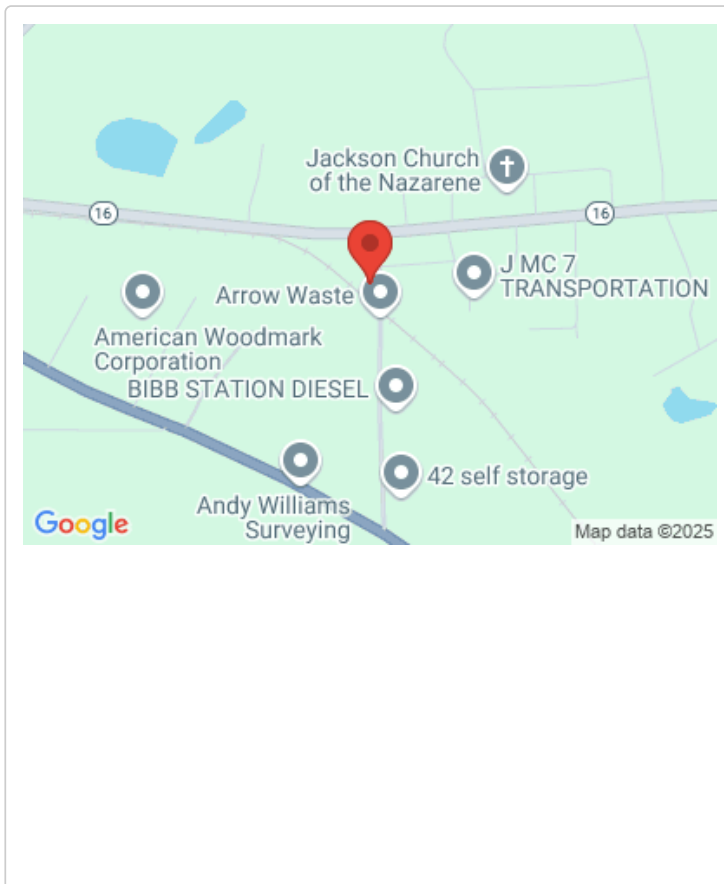 Jackson Church
of the Nazarene
16
16
J MC 7
TRANSPORTATION
Arrow Waste
American Woodmark
Corporation
BIBB STATION DIESEL
42 self storage
Andy Williams
Surveying
Google
Map data ©2025